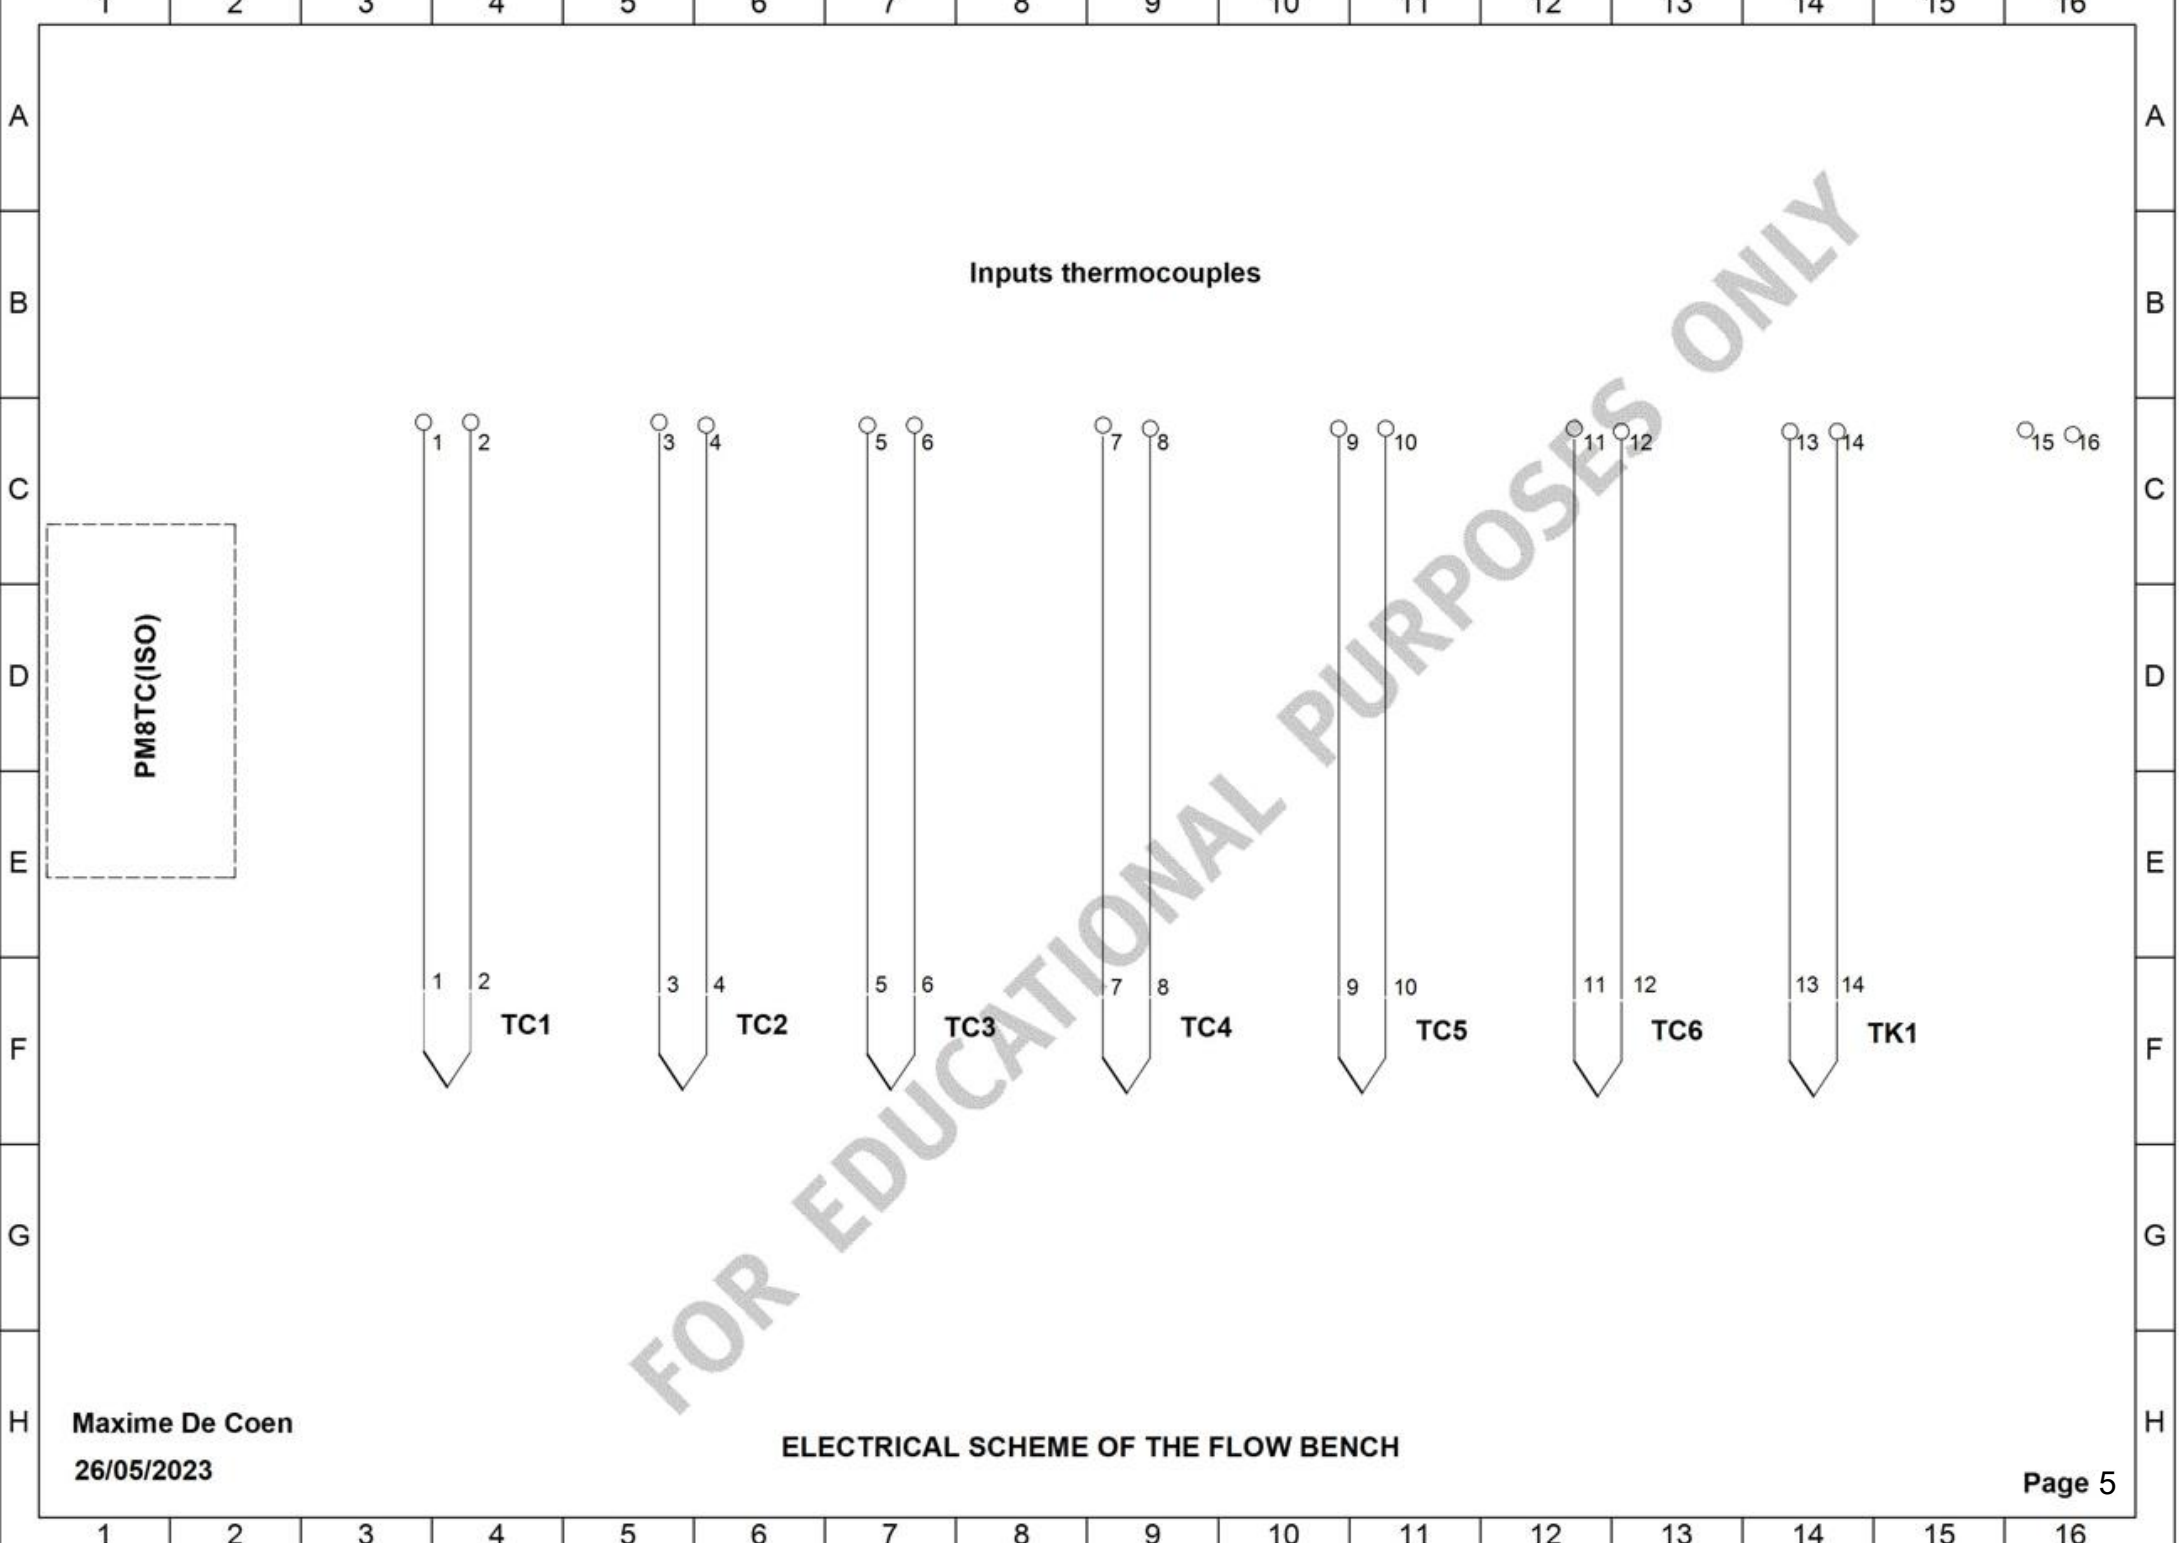 1 2 3 4 5 6 7 8 9 10 11 12 13 14 15 16
A A
B B
C C
D D
E E
F F
G G
H H
Inputs thermocouples
1 2 3 4 5 6 7 8 9 10 11 12 13 14 15 16
PM8TC(ISO)
1 2 3 4 5 6 7 8 9 10 11 12 13 14
TC1 TC2 TC3 TC4 TC5 TC6 TK1
FOR EDUCATIONAL PURPOSES ONLY
Maxime De Coen
26/05/2023
ELECTRICAL SCHEME OF THE FLOW BENCH
Page 5
1 2 3 4 5 6 7 8 9 10 11 12 13 14 15 16